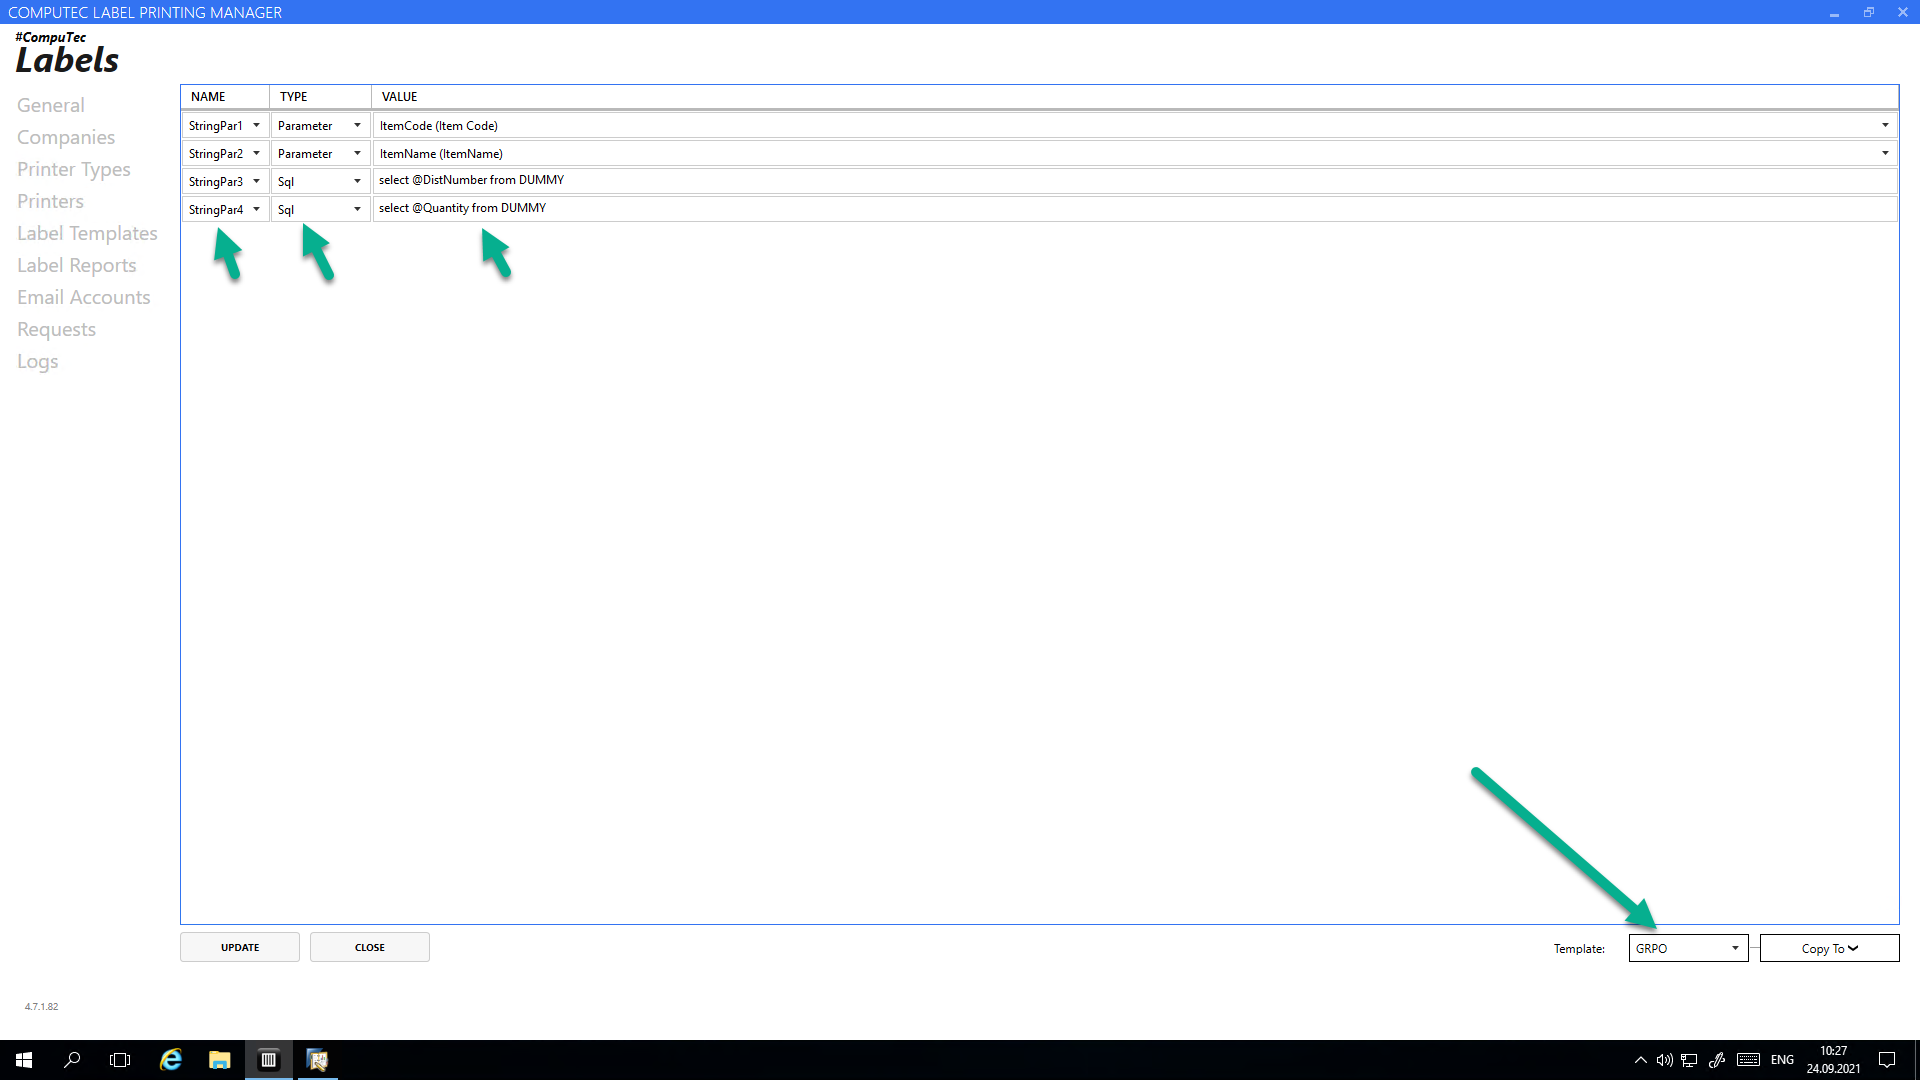 COMPUTEC LABEL PRINTING MANAGER
#CompuTec
Labels
General
Companies
Printer Types
Printers
Label Templates
Label Reports
Email Accounts
Requests
Logs
NAME TYPE VALUE
StringPar1 Parameter ItemCode (Item Code)
StringPar2 Parameter ItemName (ItemName)
StringPar3 Sql select @DistNumber from DUMMY
StringPar4 Sql select @Quantity from DUMMY
UPDATE CLOSE Template: GRPO Copy To
4.7.1.82
ENG 10:27
24.09.2021